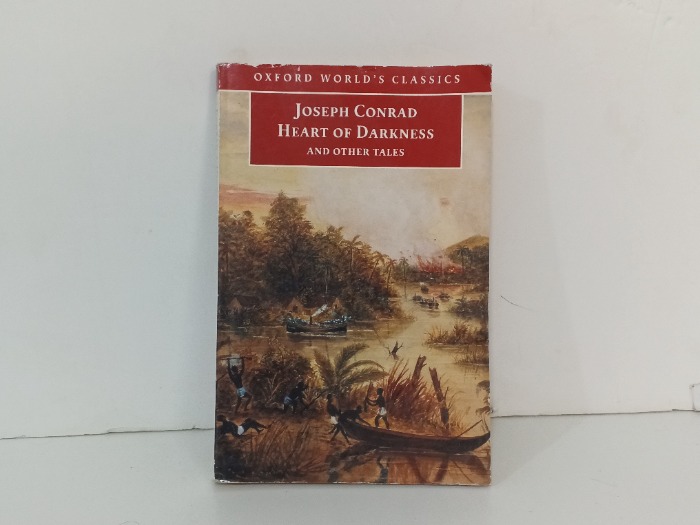 OXFORD WORLD'S CLASSICS
JOSEPH CONRAD
HEART OF DARKNESS
AND OTHER TALES